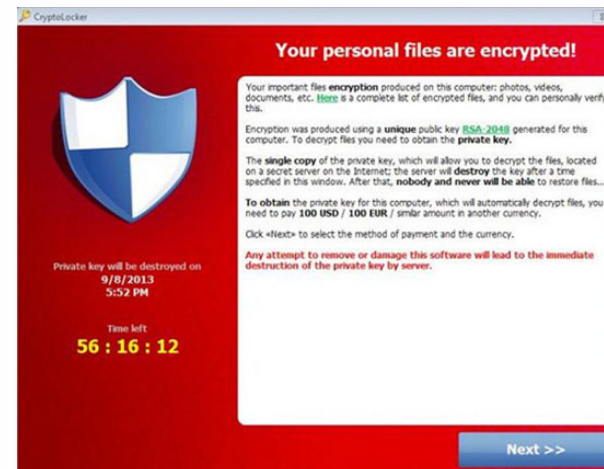 CryptoLocker
Your personal files are encrypted!
Your important files encryption produced on this computer: photos, videos,
documents, etc. Here is a complete list of encrypted files, and you can personally verify
this.
Encryption was produced using a unique public key RSA-2048 generated for this
computer. To decrypt files you need to obtain the private key.
The single copy of the private key, which will allow you to decrypt the files, located
on a secret server on the Internet; the server will destroy the key after a time
specified in this window. After that, nobody and never will be able to restore files...
To obtain the private key for this computer, which will automatically decrypt files, you
need to pay 100 USD / 100 EUR / similar amount in another currency.
Click «Next» to select the method of payment and the currency.
Any attempt to remove or damage this software will lead to the immediate
destruction of the private key by server.
Private key will be destroyed on
9/8/2013
5:52 PM
Time left
56 : 16 : 12
Next >>